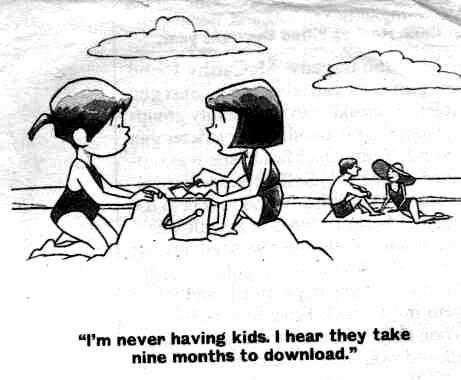 "I'm never having kids. I hear they take
nine months to download."